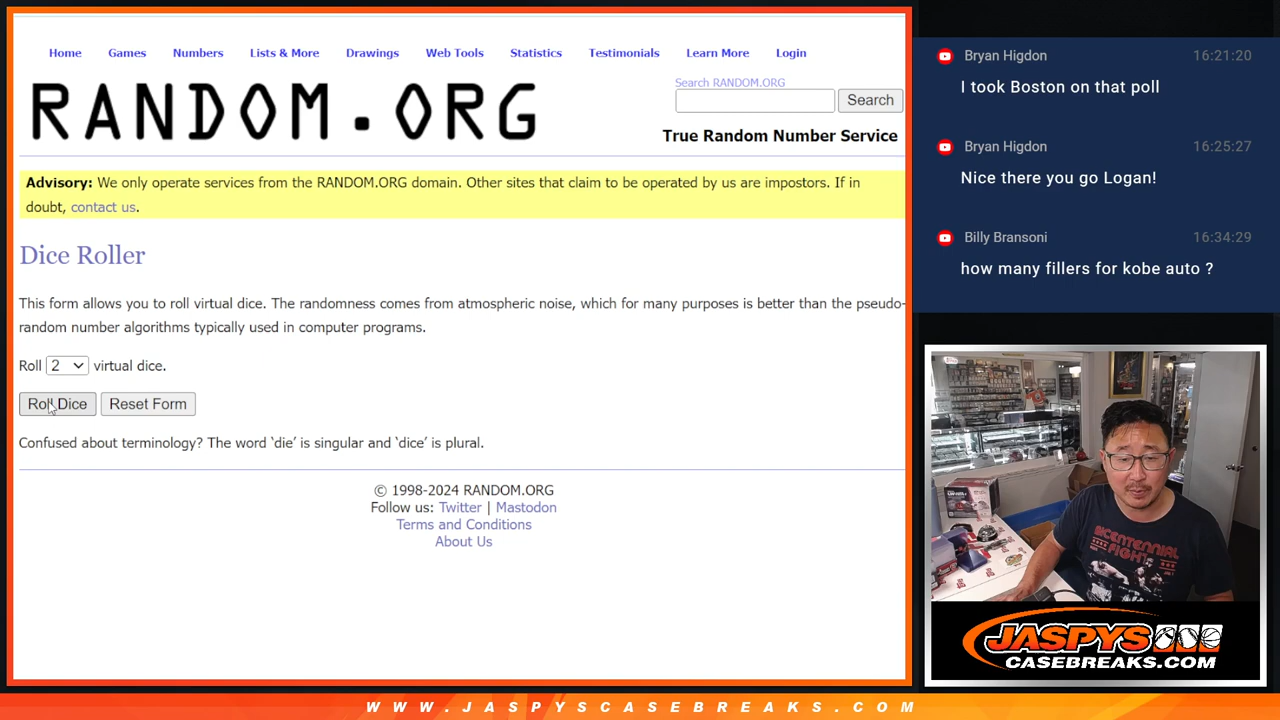 Home Games Numbers Lists & More Drawings Web Tools Statistics Testimonials Learn More Login
Search RANDOM.ORG
RANDOM.ORG
Search
True Random Number Service
Advisory: We only operate services from the RANDOM.ORG domain. Other sites that claim to be operated by us are impostors. If in
doubt, contact us.
Dice Roller
This form allows you to roll virtual dice. The randomness comes from atmospheric noise, which for many purposes is better than the pseudo-
random number algorithms typically used in computer programs.
Roll 2 virtual dice.
Roll Dice Reset Form
Confused about terminology? The word ‘die’ is singular and ‘dice’ is plural.
© 1998-2024 RANDOM.ORG
Follow us: Twitter | Mastodon
Terms and Conditions
About Us
Bryan Higdon 16:21:20
I took Boston on that poll
Bryan Higdon 16:25:27
Nice there you go Logan!
Billy Bransoni 16:34:29
how many fillers for kobe auto ?
BICENTENNIAL
FIGHT
JASPYS
CASEBREAKS.COM
WWW.JASPYSCASEBREAKS.COM